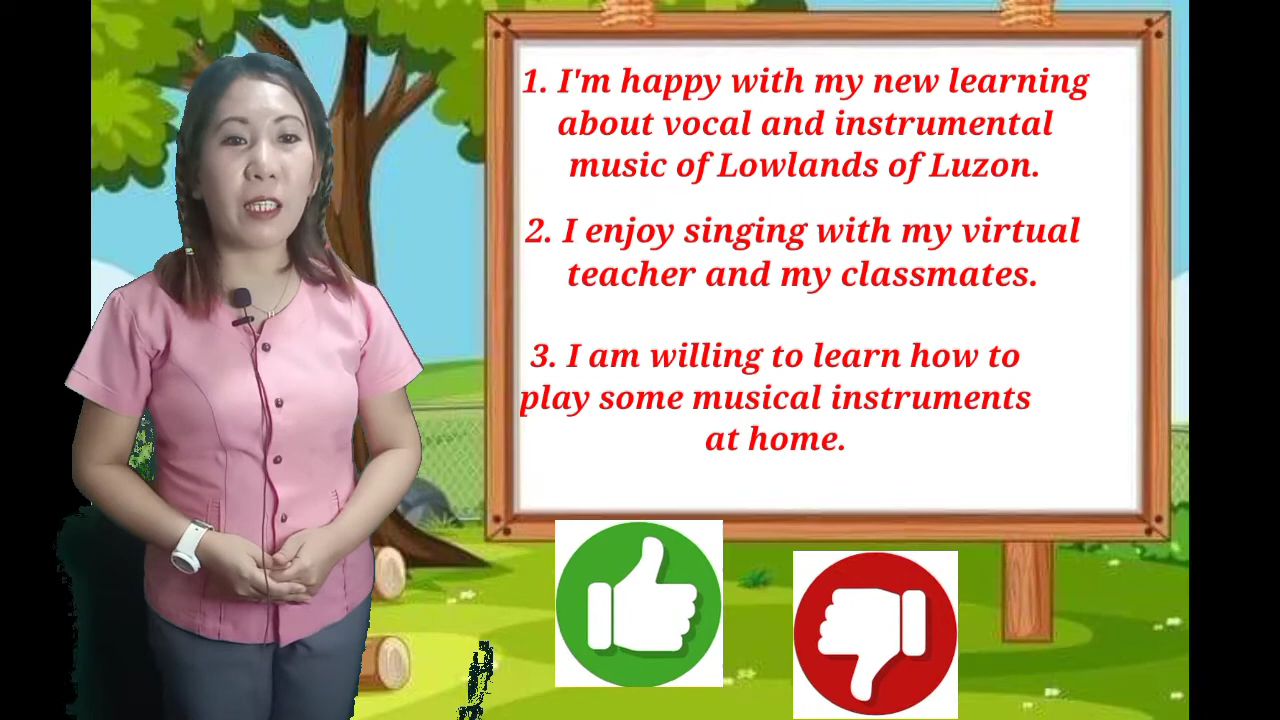 1. I'm happy with my new learning
about vocal and instrumental
music of Lowlands of Luzon.
2. I enjoy singing with my virtual
teacher and my classmates.
3. I am willing to learn how to
play some musical instruments
at home.